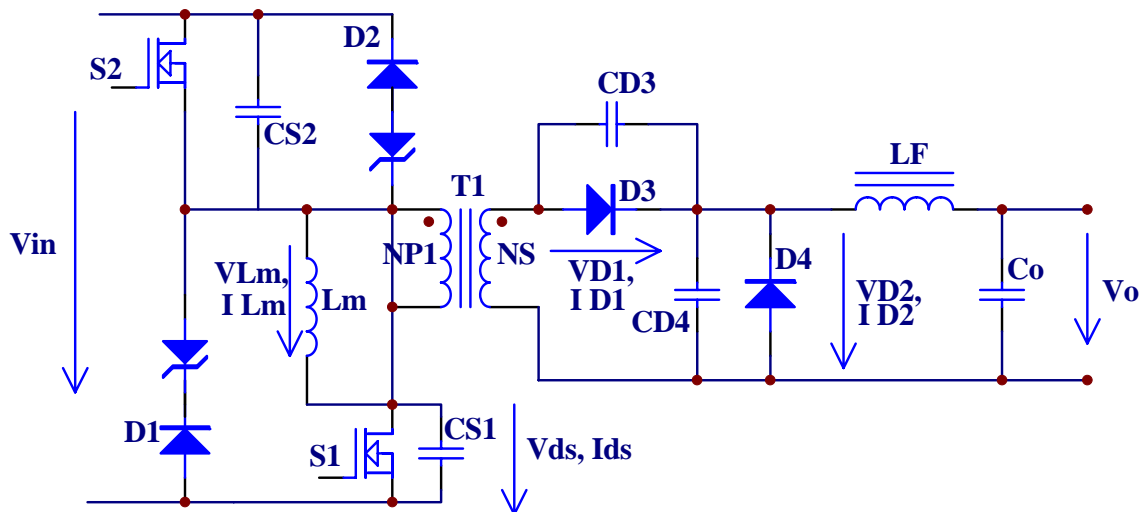 D2
S2
CD3
CS2
LF
T1
D3
Vin
NP1
NS
VLm,
I Lm
Lm
VD1,
I D1
D4
CD4
VD2,
I D2
Co
Vo
D1
S1
CS1
Vds, Ids